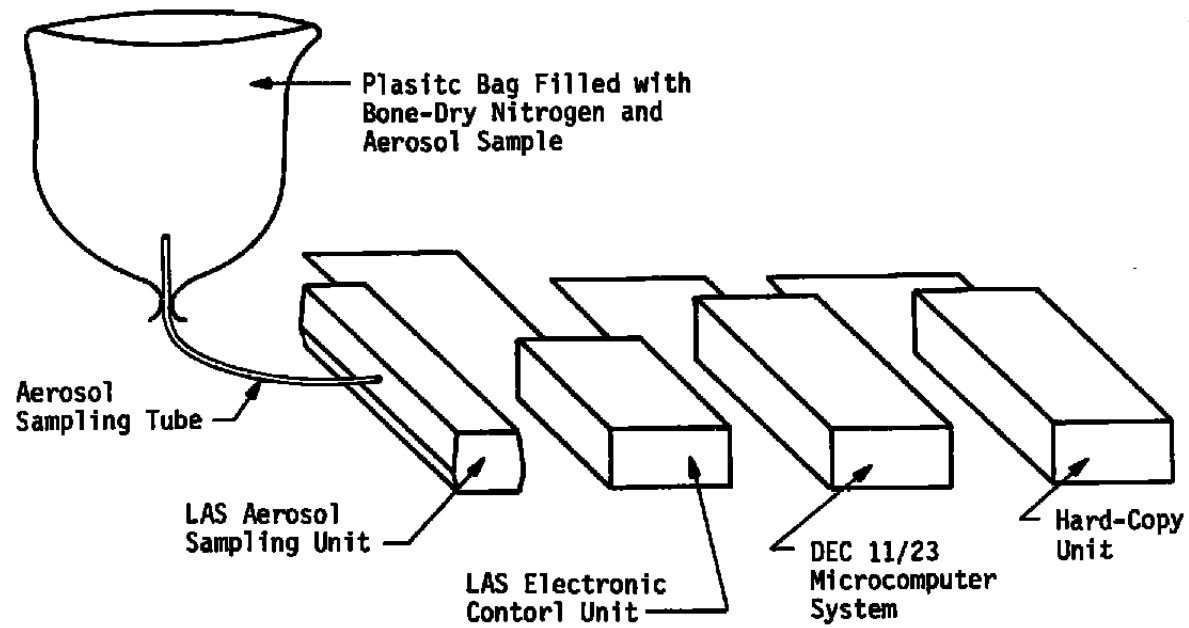 Plasitc Bag Filled with
Bone-Dry Nitrogen and
Aerosol Sample
Aerosol
Sampling Tube
LAS Aerosol
Sampling Unit
LAS Electronic
Contorl Unit
DEC 11/23
Microcomputer
System
Hard-Copy
Unit